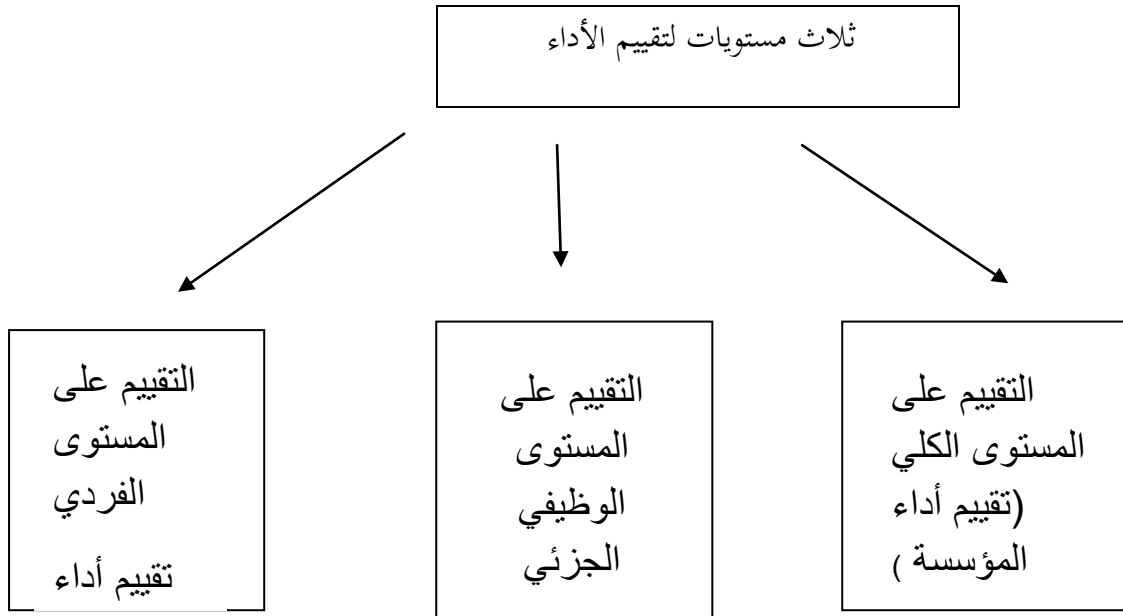 ثلاث مستويات لتقييم الأداء
التقييم على
المستوى الكلي
(تقييم أداء
المؤسسة )
التقييم على
المستوى
الوظيفي
الجزئي
التقييم على
المستوى
الفردي
تقييم أداء